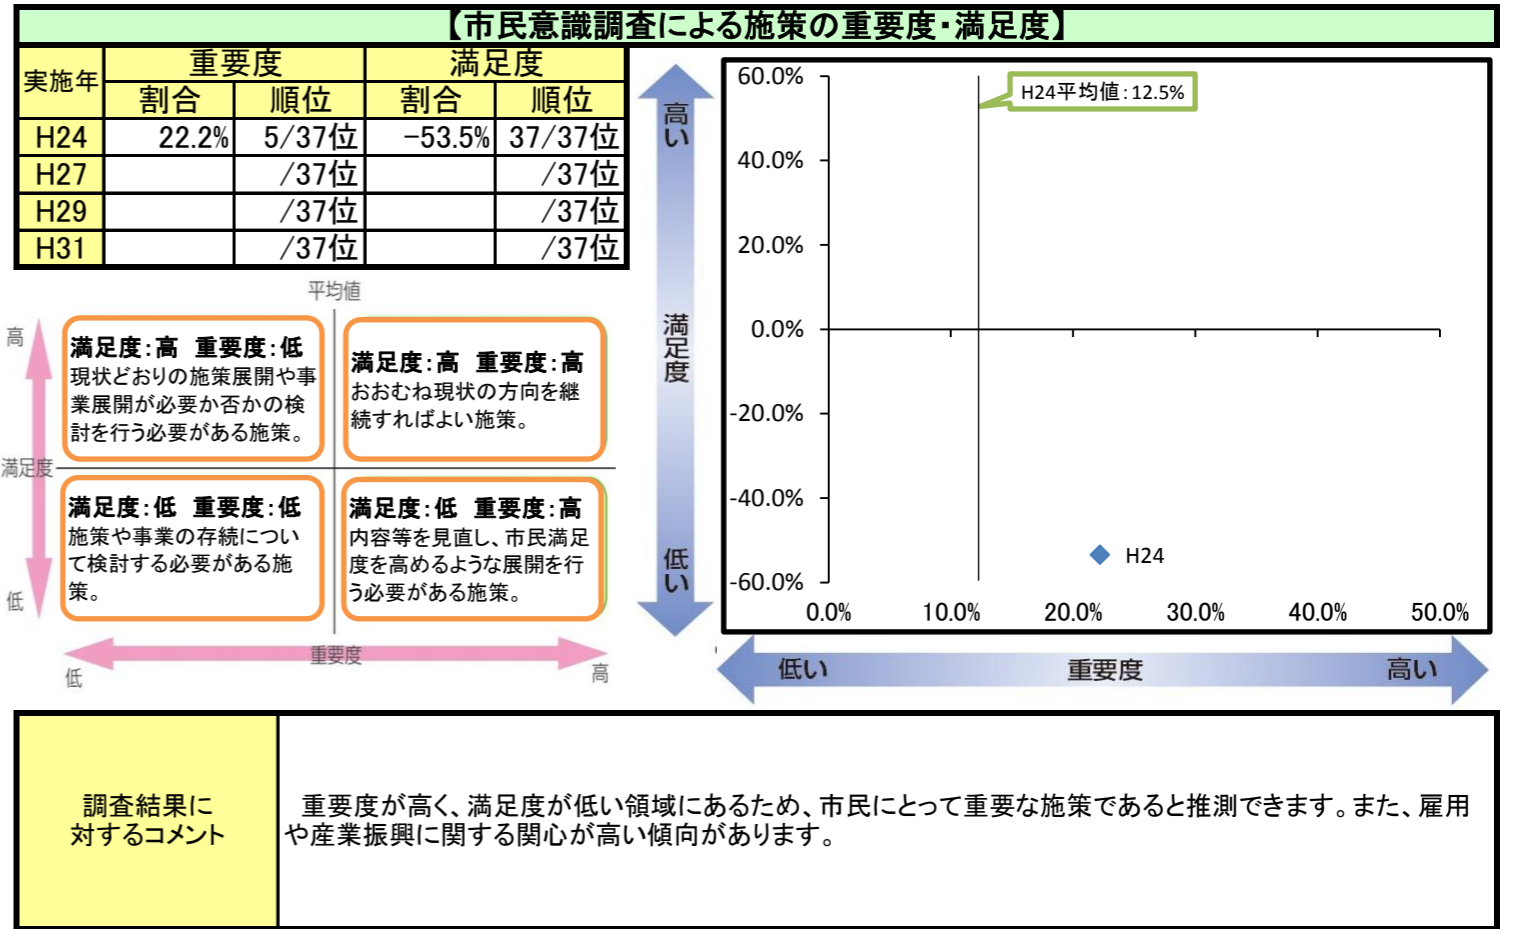 【市民意識調査による施策の重要度・満足度】
実施年 重要度 満足度
割合 順位 割合 順位
H24 22.2% 5/37位 -53.5% 37/37位
H27 /37位 /37位
H29 /37位 /37位
H31 /37位 /37位
平均値
高
満足度
低
満足度：高 重要度：低
現状どおりの施策展開や事
業展開が必要か否かの検
討を行う必要がある施策。
満足度：高 重要度：高
おおむね現状の方向を継
続すればよい施策。
満足度：低 重要度：低
施策や事業の存続につい
て検討する必要がある施
策。
満足度：低 重要度：高
内容等を見直し、市民満足
度を高めるような展開を行
う必要がある施策。
低 重要度 高
高い
満足度
低い
H24平均値：12.5%
60.0%
40.0%
20.0%
0.0%
-20.0%
-40.0%
-60.0%
H24
0.0% 10.0% 20.0% 30.0% 40.0% 50.0%
低い 重要度 高い
調査結果に
対するコメント
重要度が高く、満足度が低い領域にあるため、市民にとって重要な施策であると推測できます。また、雇用
や産業振興に関する関心が高い傾向があります。